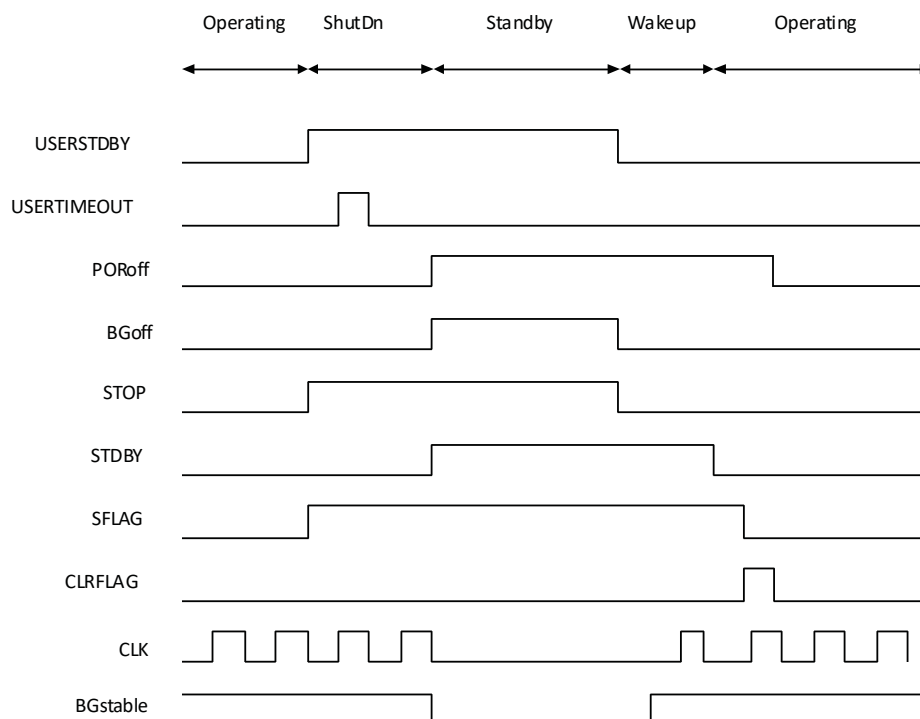 Operating ShutDn Standby Wakeup Operating
USERSTDBY
USERTIMEOUT
PORoff
BGoff
STOP
STDBY
SFLAG
CLRFLAG
CLK
BGstable